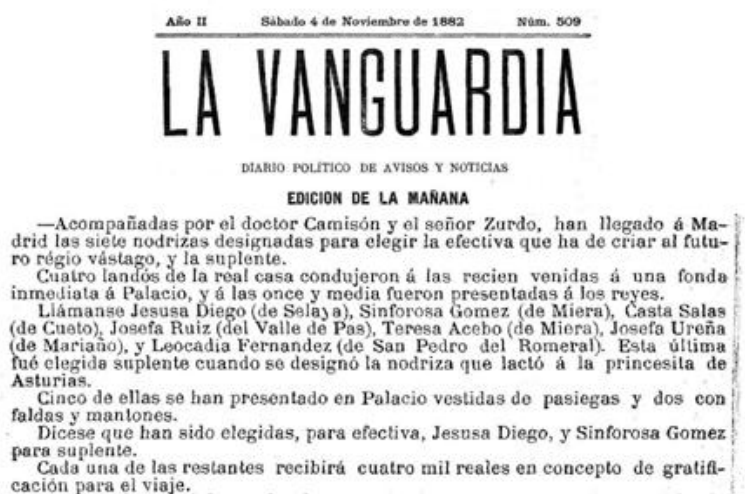 Año II Sábado 4 de Noviembre de 1882 Núm. 509
LA VANGUARDIA
DIARIO POLÍTICO DE AVISOS Y NOTICIAS
EDICION DE LA MAÑANA
—Acompañadas por el doctor Camisón y el señor Zurdo, han llegado á Ma-
drid las siete nodrizas designadas para elegir la efectiva que ha de criar al futu-
ro régio vástago, y la suplente.
Cuatro landós de la real casa condujeron á las recien venidas á una fonda
inmediata á Palacio, y á las once y media fueron presentadas á los reyes.
Llámanse Jesusa Diego (de Selaya), Sinforosa Gomez (de Miera), Casta Salas
(de Cueto), Josefa Ruiz (del Valle de Pas), Teresa Acebo (de Miera), Josefa Ureña
(de Mariano), y Leocadia Fernandez (de San Pedro del Romeral). Esta última
fué elegida suplente cuando se designó la nodriza que lactó á la princesita de
Asturias.
Cinco de ellas se han presentado en Palacio vestidas de pasiegas y dos con
faldas y mantones.
Dícese que han sido elegidas, para efectiva, Jesusa Diego, y Sinforosa Gomez
para suplente.
Cada una de las restantes recibirá cuatro mil reales en concepto de gratifi-
cación para el viaje.